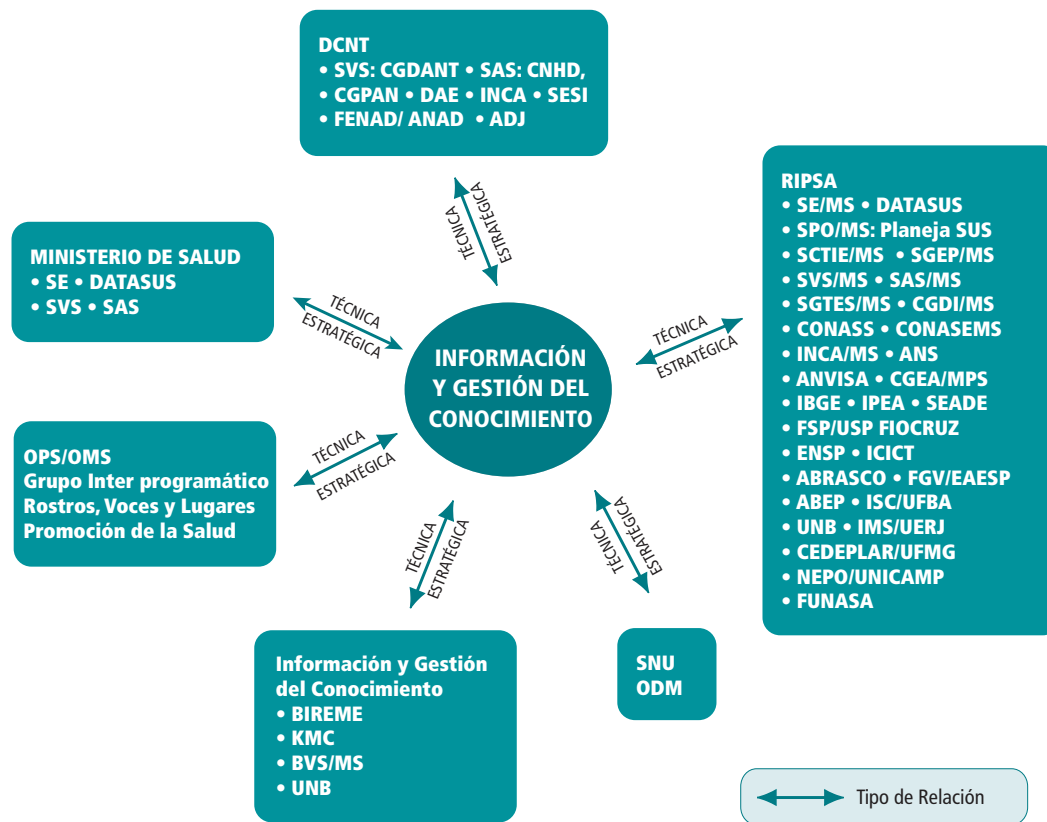 DCNT
• SVS: CGDANT • SAS: CNHD,
• CGPAN • DAE • INCA • SESI
• FENAD/ ANAD • ADJ
TÉCNICA
ESTRATÉGICA
MINISTERIO DE SALUD
• SE • DATASUS
• SVS • SAS
TÉCNICA
ESTRATÉGICA
RIPSA
• SE/MS • DATASUS
• SPO/MS: Planeja SUS
• SCTIE/MS • SGEP/MS
• SVS/MS • SAS/MS
• SGTES/MS • CGDI/MS
• CONASS • CONASEMS
• INCA/MS • ANS
• ANVISA • CGEA/MPS
• IBGE • IPEA • SEADE
• FSP/USP FIOCRUZ
• ENSP • ICICT
• ABRASCO • FGV/EAESP
• ABEP • ISC/UFBA
• UNB • IMS/UERJ
• CEDEPLAR/UFMG
• NEPO/UNICAMP
• FUNASA
TÉCNICA
ESTRATÉGICA
INFORMACIÓN
Y GESTIÓN DEL
CONOCIMIENTO
OPS/OMS
Grupo Inter programático
Rostros, Voces y Lugares
Promoción de la Salud
TÉCNICA
ESTRATÉGICA
TÉCNICA
ESTRATÉGICA
Información y Gestión
del Conocimiento
• BIREME
• KMC
• BVS/MS
• UNB
ESTRATÉGICA
TÉCNICA
SNU
ODM
Tipo de Relación